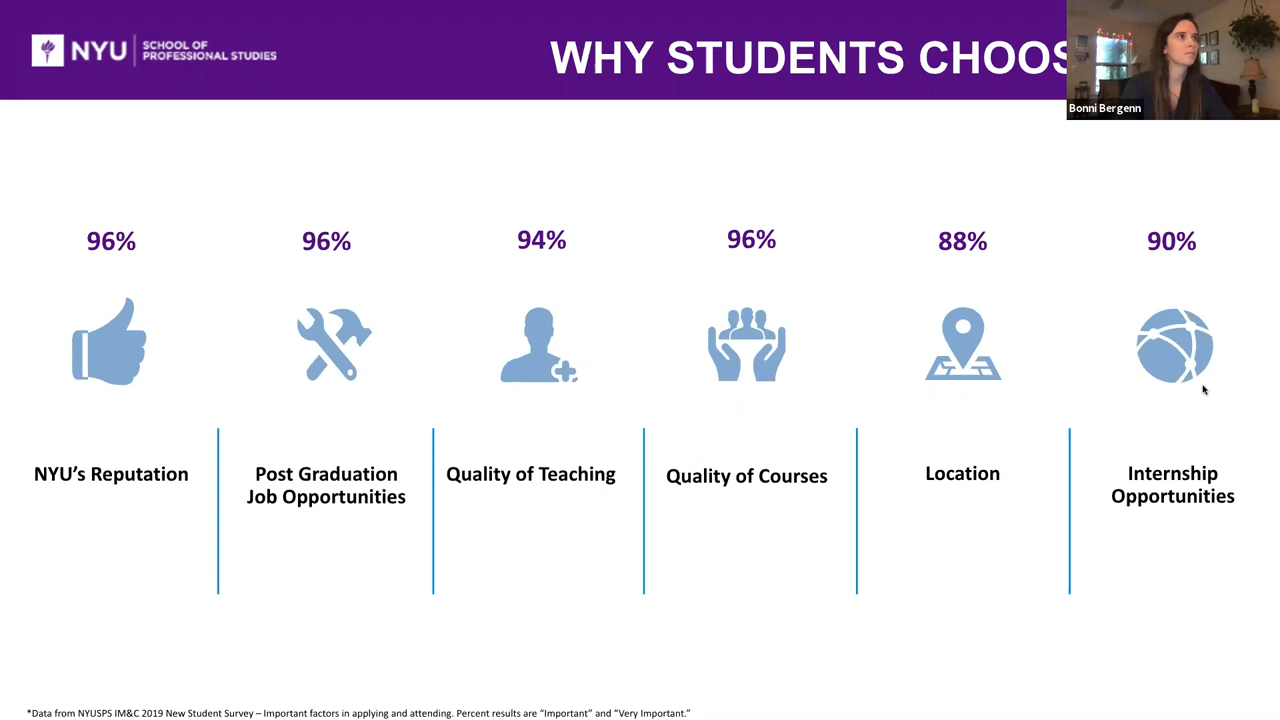 NYU
SCHOOL OF
PROFESSIONAL STUDIES
WHY STUDENTS CHOOS
Bonni Bergenn
96%
96%
94%
96%
88%
90%
NYU’s Reputation
Post Graduation
Job Opportunities
Quality of Teaching
Quality of Courses
Location
Internship
Opportunities
*Data from NYUSPS IM&C 2019 New Student Survey – Important factors in applying and attending. Percent results are “Important” and “Very Important.”